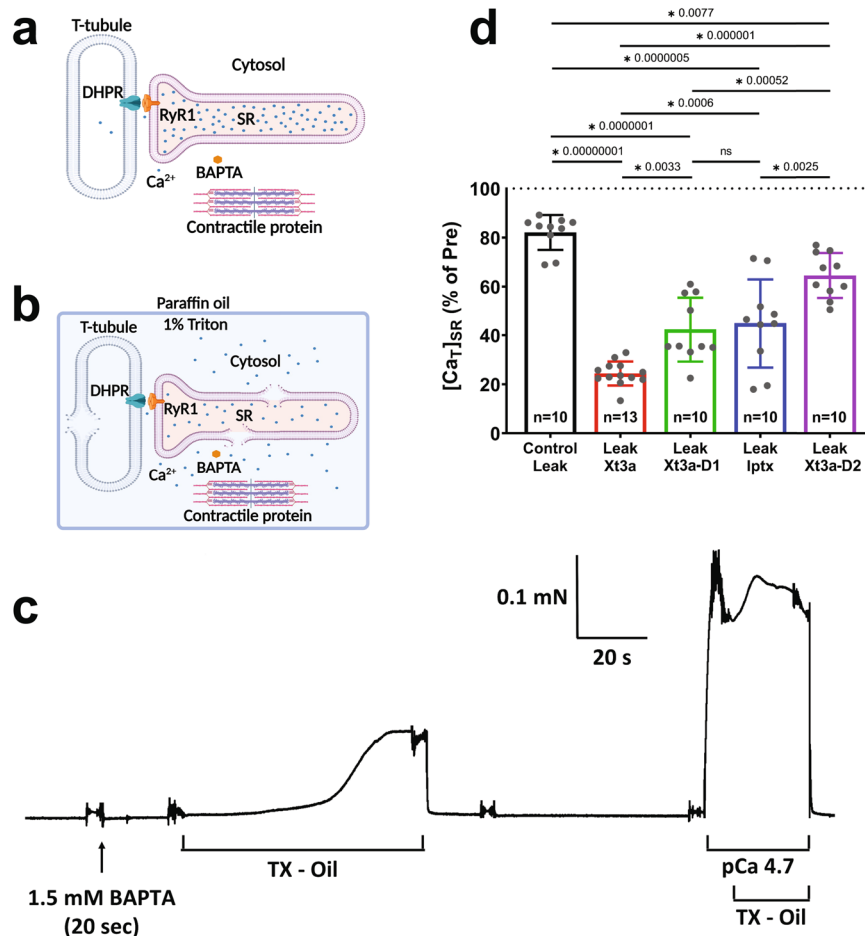 a
T-tubule
Cytosol
DHPR
RyR1
SR
Ca²⁺
BAPTA
Contractile protein
b
Paraffin oil
1% Triton
T-tubule
Cytosol
DHPR
RyR1
SR
Ca²⁺
BAPTA
Contractile protein
d
* 0.0077
* 0.000001
* 0.0000005
* 0.00052
* 0.0006
* 0.0000001
* 0.00000001
ns
* 0.0033
* 0.0025
[Ca_T]_SR (% of Pre)
100
80
60
40
20
0
n=10
n=13
n=10
n=10
n=10
Control Leak
Leak Xt3a
Leak Xt3a-D1
Leak Iptx
Leak Xt3a-D2
c
0.1 mN
20 s
TX - Oil
1.5 mM BAPTA
(20 sec)
pCa 4.7
TX - Oil